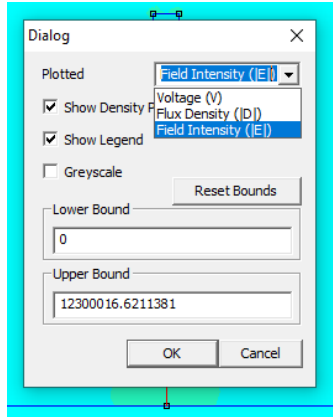 Dialog
Plotted Field Intensity (|E|)
Voltage (V)
Flux Density (|D|)
Field Intensity (|E|)
Show Density
Show Legend
Greyscale
Reset Bounds
Lower Bound
0
Upper Bound
12300016.6211381
OK Cancel